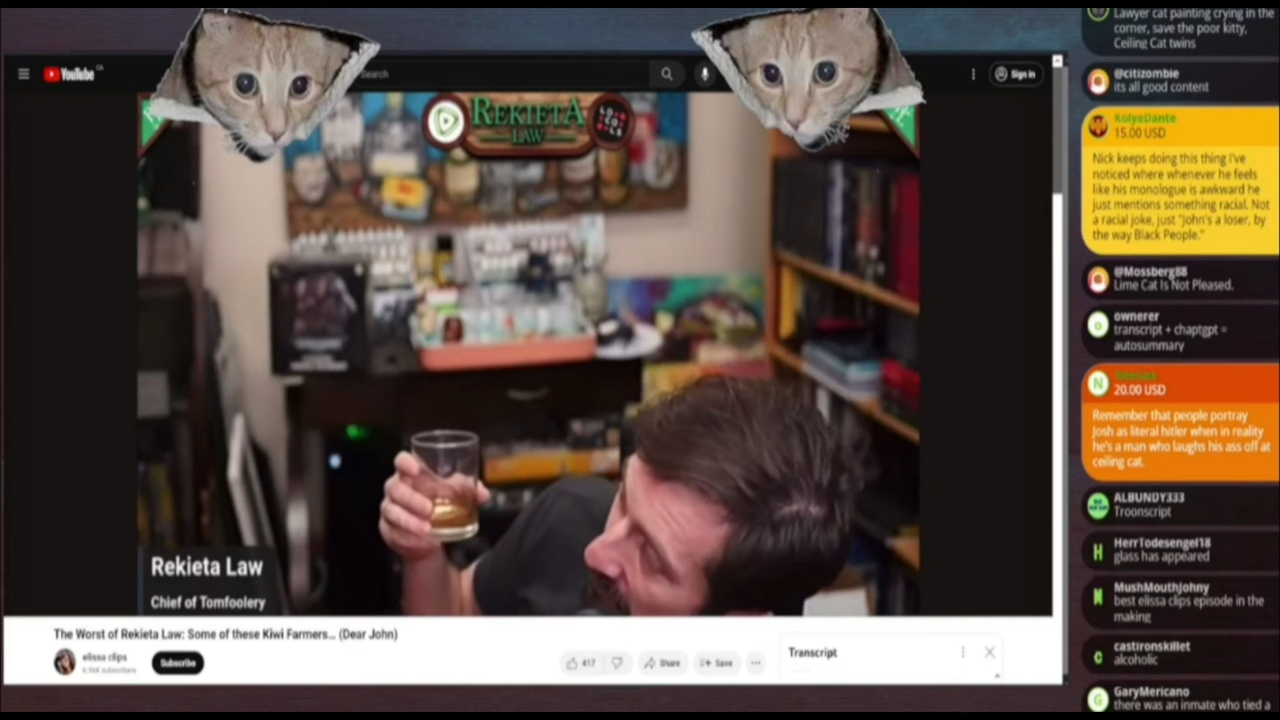 YouTube
CA
Search
Sign in
REKIETA
LAW
Rekieta Law
Chief of Tomfoolery
The Worst of Rekieta Law: Some of these Kiwi Farmers... (Dear John)
elissa clips
Subscribe
417
Share
Save
Transcript
Lawyer cat painting crying in the
corner, save the poor kitty,
Ceiling Cat twins
@citizombie
its all good content
KolyaDante
15.00 USD
Nick keeps doing this thing I've
noticed where whenever he feels
like his monologue is awkward he
just mentions something racial. Not
a racial joke, just "John's a loser, by
the way Black People."
@Mossberg88
Lime Cat Is Not Pleased.
ownerer
transcript + chaptgpt =
autosummary
N
20.00 USD
Remember that people portray
Josh as literal hitler when in reality
he's a man who laughs his ass off at
ceiling cat.
ALBUNDY333
Troonscript
H
HerrTodesengel18
glass has appeared
MushMouthJohny
best elissa clips episode in the
making
c
castironskillet
alcoholic
G
GaryMericano
there was an inmate who tied a